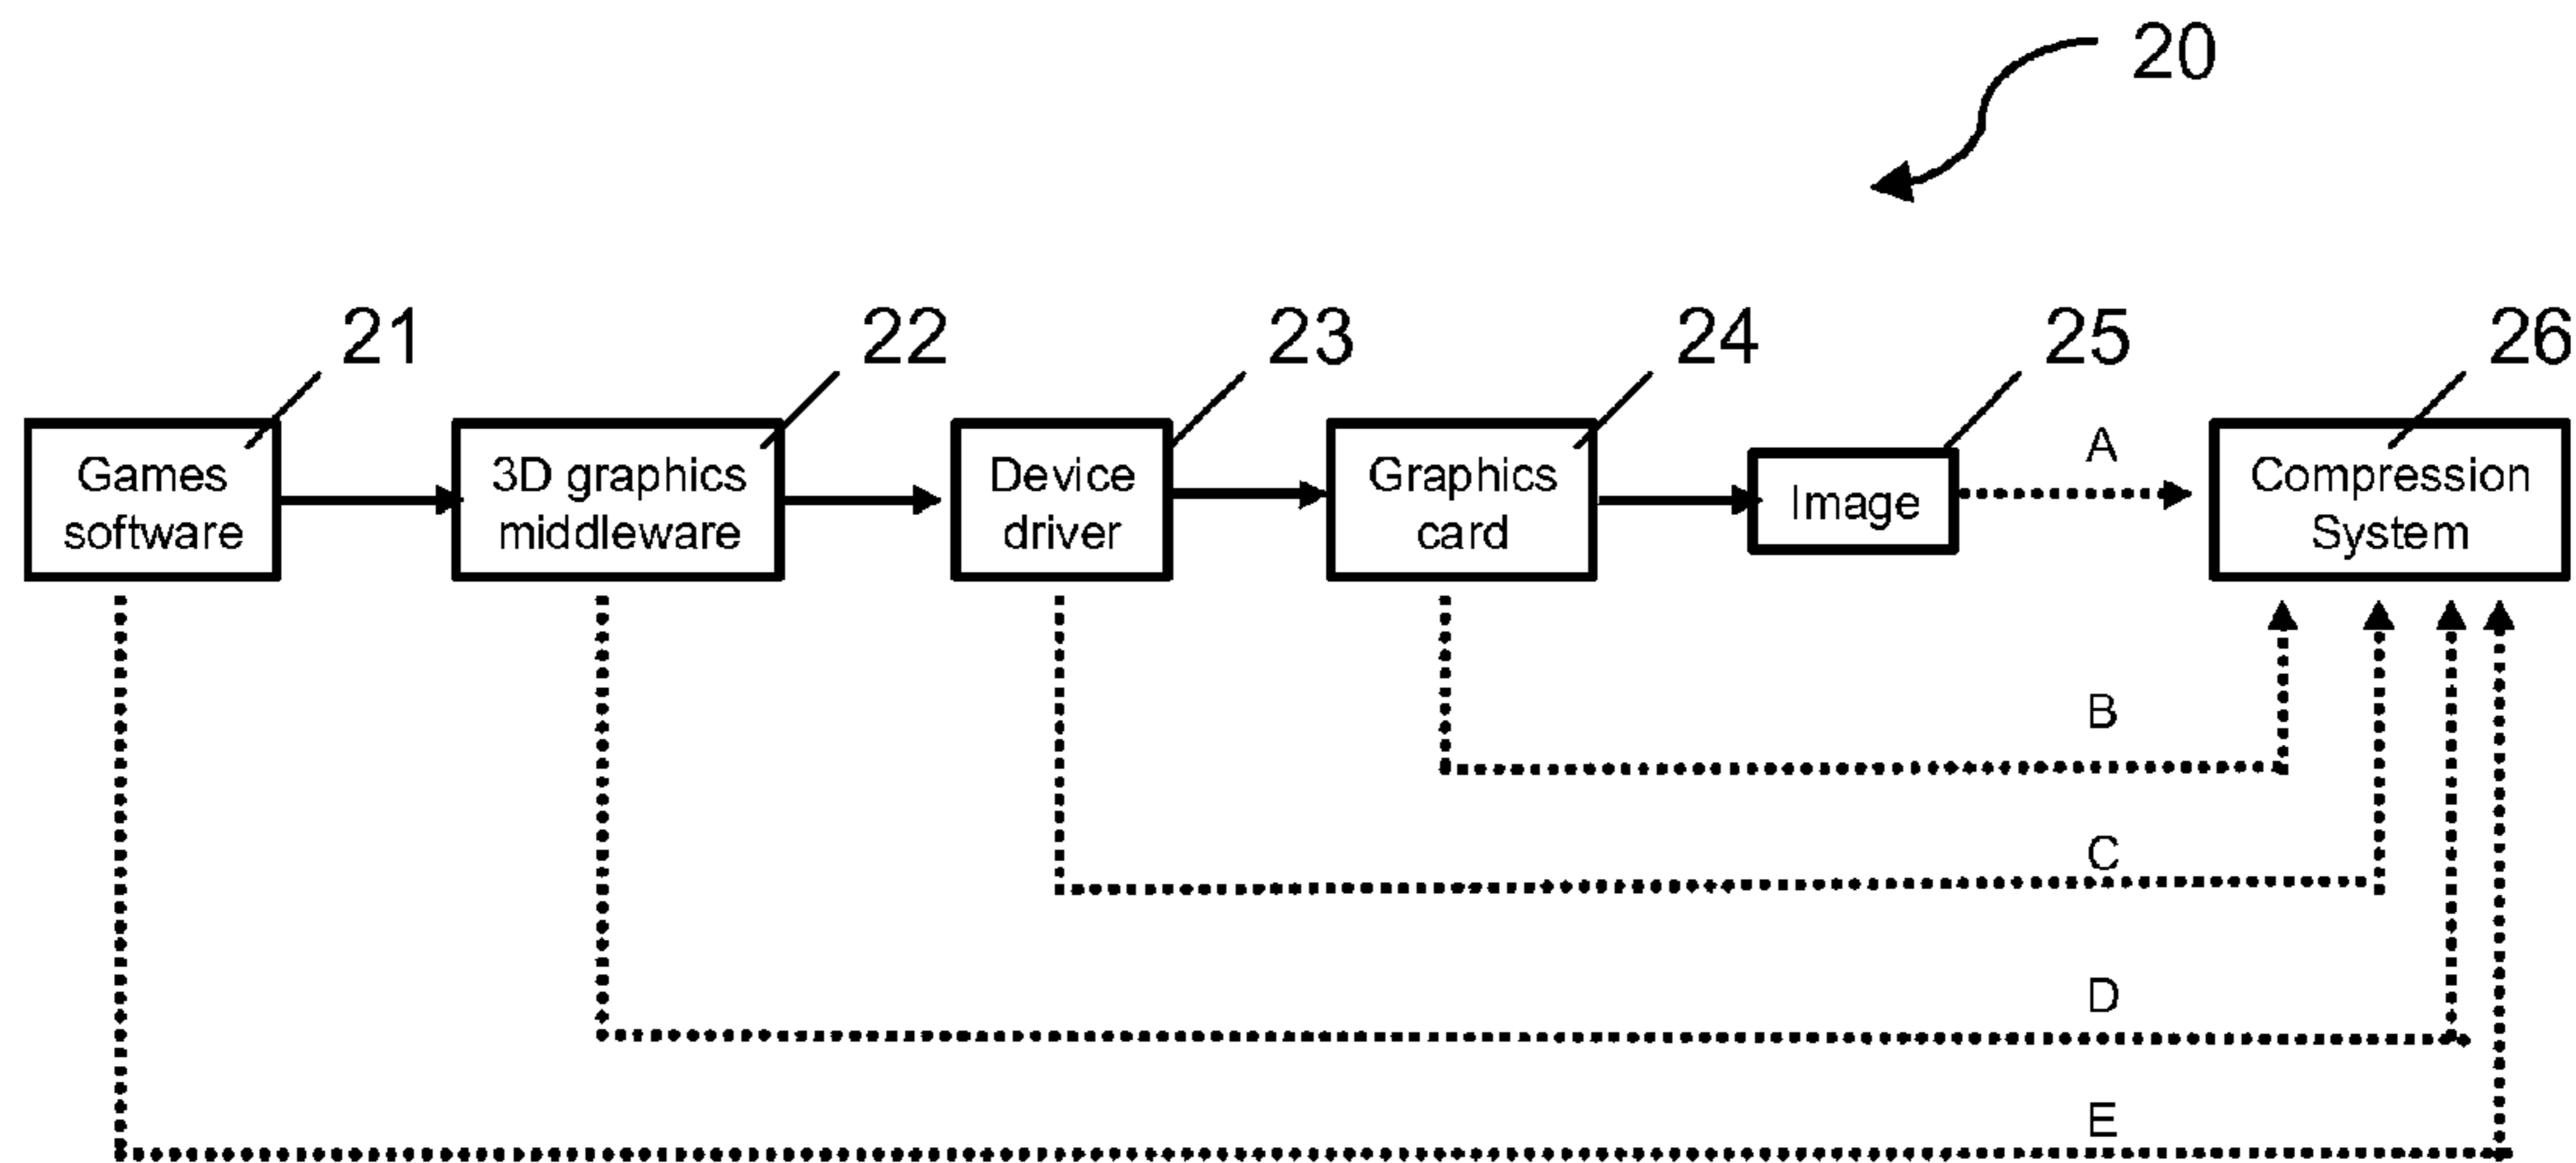 20
21
22
23
24
25
26
Games
software
3D graphics
middleware
Device
driver
Graphics
card
Image
A
Compression
System
B
C
D
E